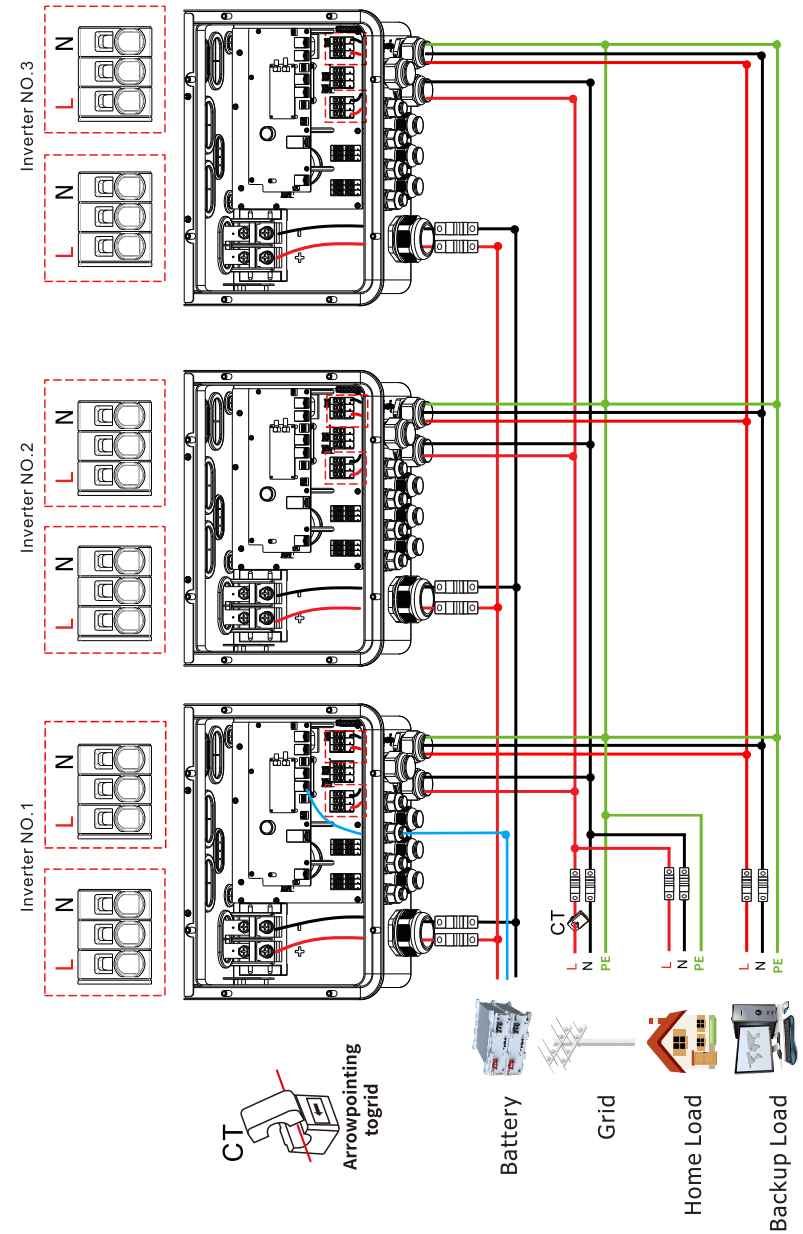 Inverter NO.1
Inverter NO.2
Inverter NO.3
L N L N
L N L N
L N L N
+ -
+ -
+ -
CT
Arrowpointing
togrid
Battery
CT
Grid
L
N
PE
Home Load
L
N
PE
Backup Load
L
N
PE